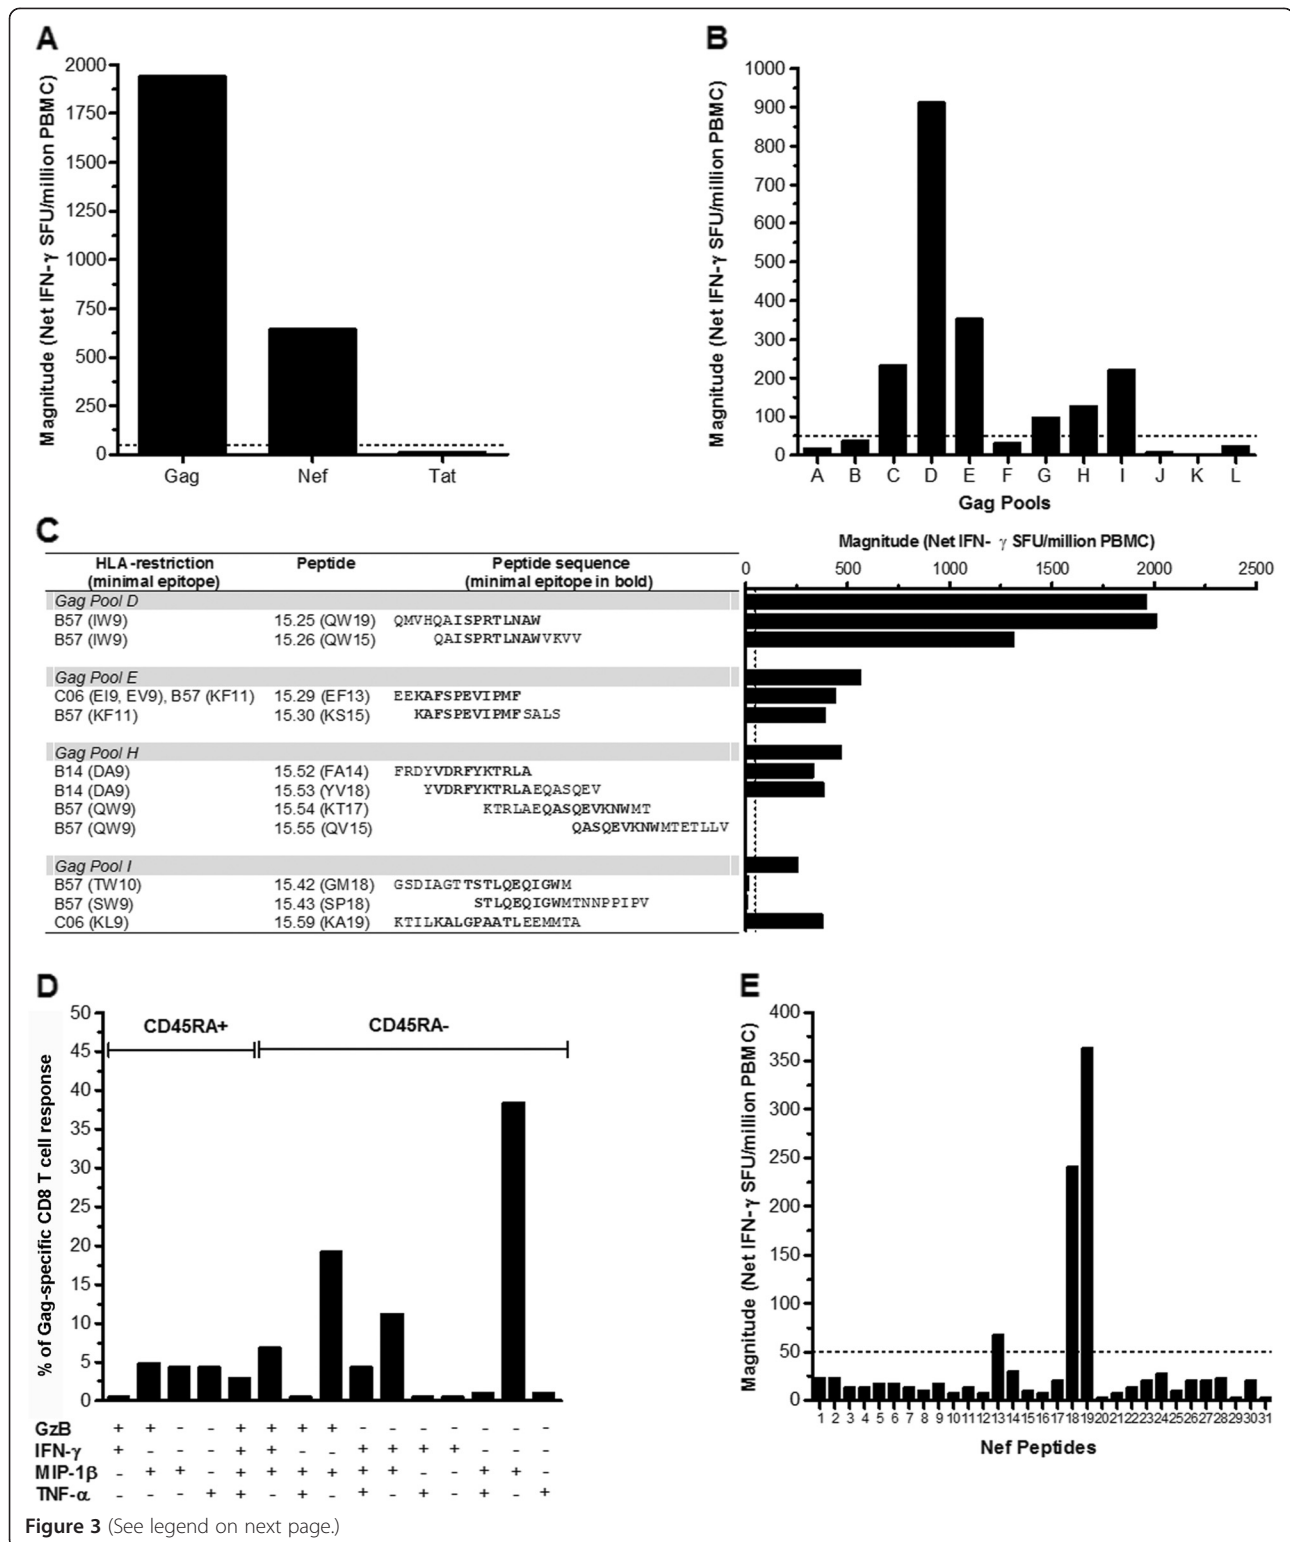 A
Magnitude (Net IFN-γ SFU/million PBMC)
2000
1750
1500
1250
1000
750
500
250
0
Gag Nef Tat
B
Magnitude (Net IFN-γ SFU/million PBMC)
1000
900
800
700
600
500
400
300
200
100
0
A B C D E F G H I J K L
Gag Pools
C
HLA-restriction (minimal epitope) Peptide Peptide sequence (minimal epitope in bold)
Magnitude (Net IFN- γ SFU/million PBMC)
0 500 1000 1500 2000 2500
Gag Pool D
B57 (IW9) 15.25 (QW19) QMVHQAISPRTLNAW
B57 (IW9) 15.26 (QW15) QAISPRTLNAWVKVV
Gag Pool E
C06 (EI9, EV9), B57 (KF11) 15.29 (EF13) EEKAFSPEVIPMF
B57 (KF11) 15.30 (KS15) KAFSPEVIPMFSALS
Gag Pool H
B14 (DA9) 15.52 (FA14) FRDYVDRFYKTRLA
B14 (DA9) 15.53 (YV18) YVDRFYKTRLAEQASQEV
B57 (QW9) 15.54 (KT17) KTRLAEQASQEVKNWMT
B57 (QW9) 15.55 (QV15) QASQEVKNWMTETLLV
Gag Pool I
B57 (TW10) 15.42 (GM18) GSDIAGTTSTLQEQIGWM
B57 (SW9) 15.43 (SP18) STLQEQIGWMTNNPPIPV
C06 (KL9) 15.59 (KA19) KTILKALGPAATLEEMMTA
D
% of Gag-specific CD8 T cell response
50
45
40
35
30
25
20
15
10
5
0
CD45RA+ CD45RA-
GzB + + - - + + + + - - - - - - -
IFN-γ + - - - + + - - + + + + - - -
MIP-1β - + + - + + + + + + - - + + -
TNF-α - - - + + - + - + - + - + - +
E
Magnitude (Net IFN-γ SFU/million PBMC)
400
350
300
250
200
150
100
50
0
1 2 3 4 5 6 7 8 9 10 11 12 13 14 15 16 17 18 19 20 21 22 23 24 25 26 27 28 29 30 31
Nef Peptides
Figure 3 (See legend on next page.)